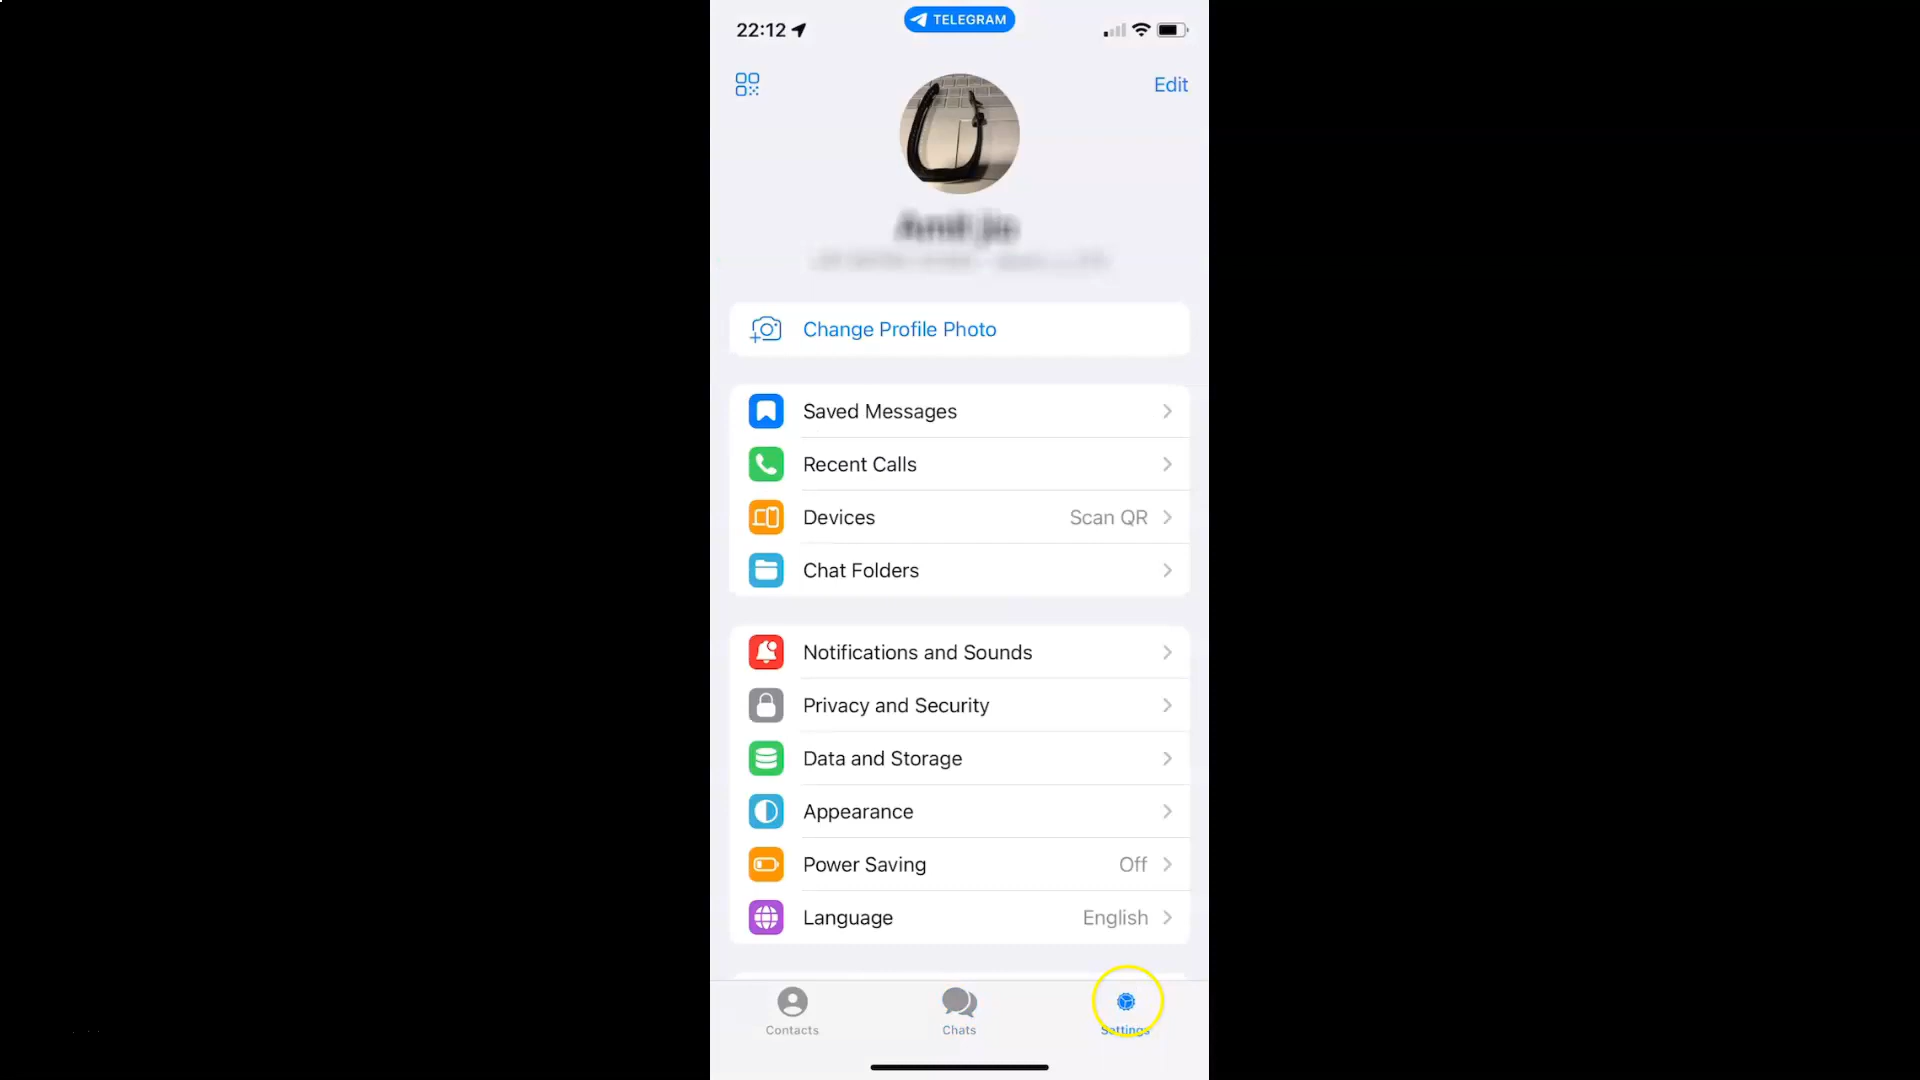 22:12
TELEGRAM
Edit
Change Profile Photo
Saved Messages
Recent Calls
Devices Scan QR
Chat Folders
Notifications and Sounds
Privacy and Security
Data and Storage
Appearance
Power Saving Off
Language English
Contacts Chats Settings